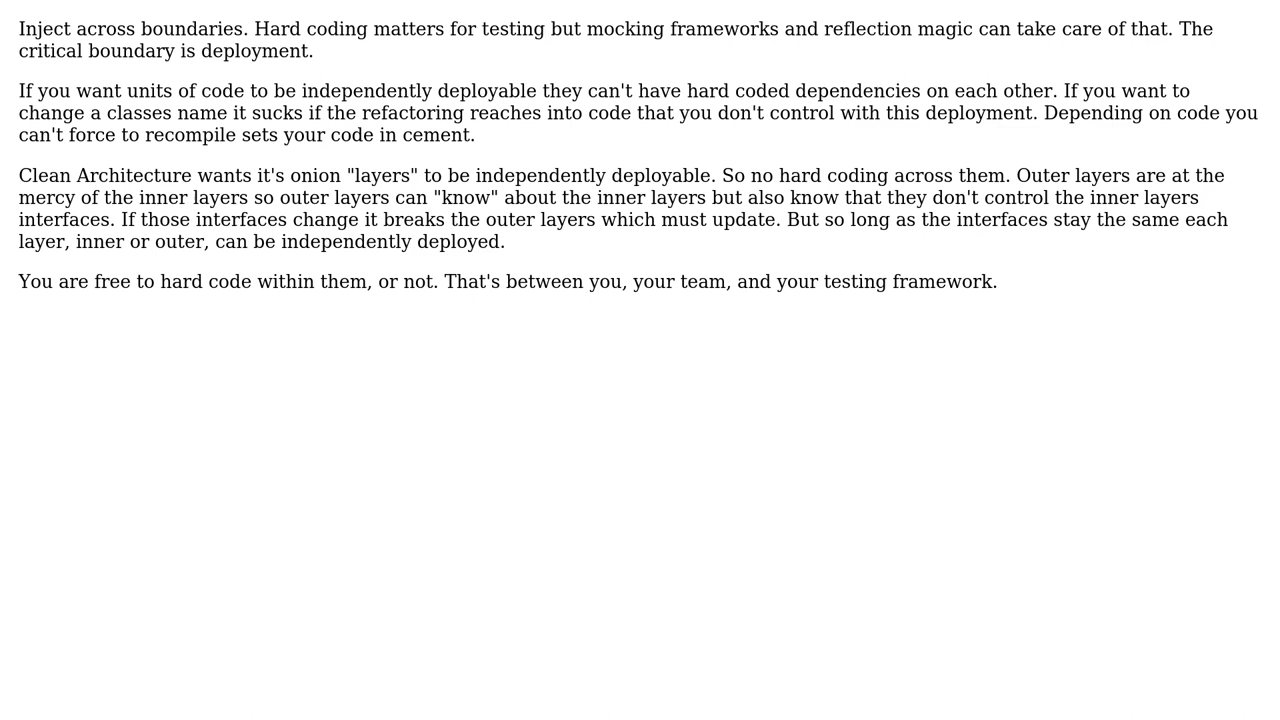 Inject across boundaries. Hard coding matters for testing but mocking frameworks and reflection magic can take care of that. The
critical boundary is deployment.
If you want units of code to be independently deployable they can't have hard coded dependencies on each other. If you want to
change a classes name it sucks if the refactoring reaches into code that you don't control with this deployment. Depending on code you
can't force to recompile sets your code in cement.
Clean Architecture wants it's onion "layers" to be independently deployable. So no hard coding across them. Outer layers are at the
mercy of the inner layers so outer layers can "know" about the inner layers but also know that they don't control the inner layers
interfaces. If those interfaces change it breaks the outer layers which must update. But so long as the interfaces stay the same each
layer, inner or outer, can be independently deployed.
You are free to hard code within them, or not. That's between you, your team, and your testing framework.